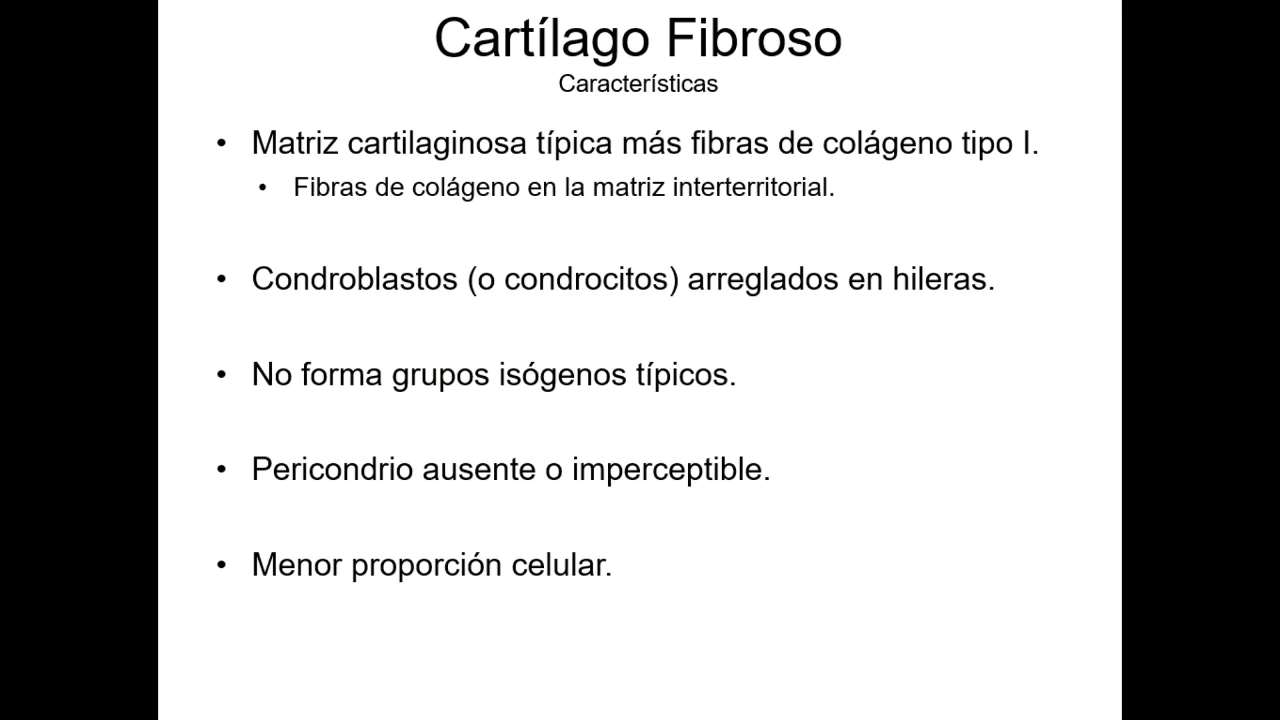 Cartílago Fibroso
Características
• Matriz cartilaginosa típica más fibras de colágeno tipo I.
• Fibras de colágeno en la matriz interterritorial.
• Condroblastos (o condrocitos) arreglados en hileras.
• No forma grupos isógenos típicos.
• Pericondrio ausente o imperceptible.
• Menor proporción celular.